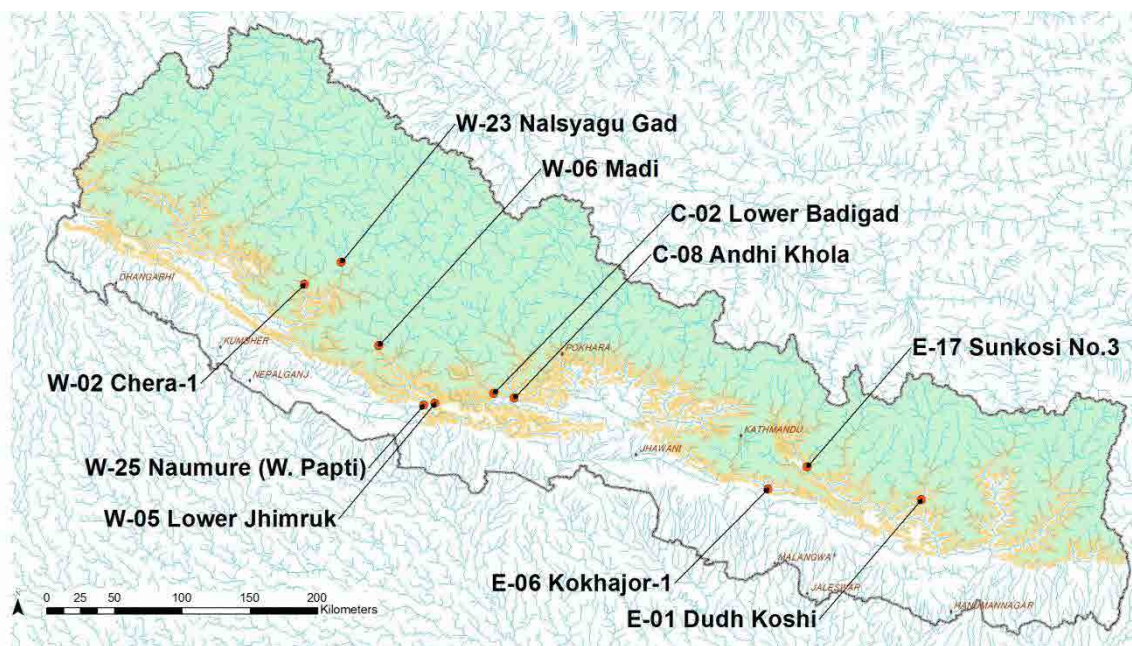 W-23 Nalsyagu Gad
W-06 Madi
C-02 Lower Badigad
C-08 Andhi Khola
DHANGARHI
KUMSHER
POKHARA
E-17 Sunkosi No.3
W-02 Chera-1
NEPALGANJ
KATHMANDU
JHAWANI
W-25 Naumure (W. Papti)
W-05 Lower Jhimruk
MALANGWA
E-06 Kokhajor-1
JALESWAR
HANUMANNAGAR
E-01 Dudh Koshi
0 25 50 100 150 200
Kilometers